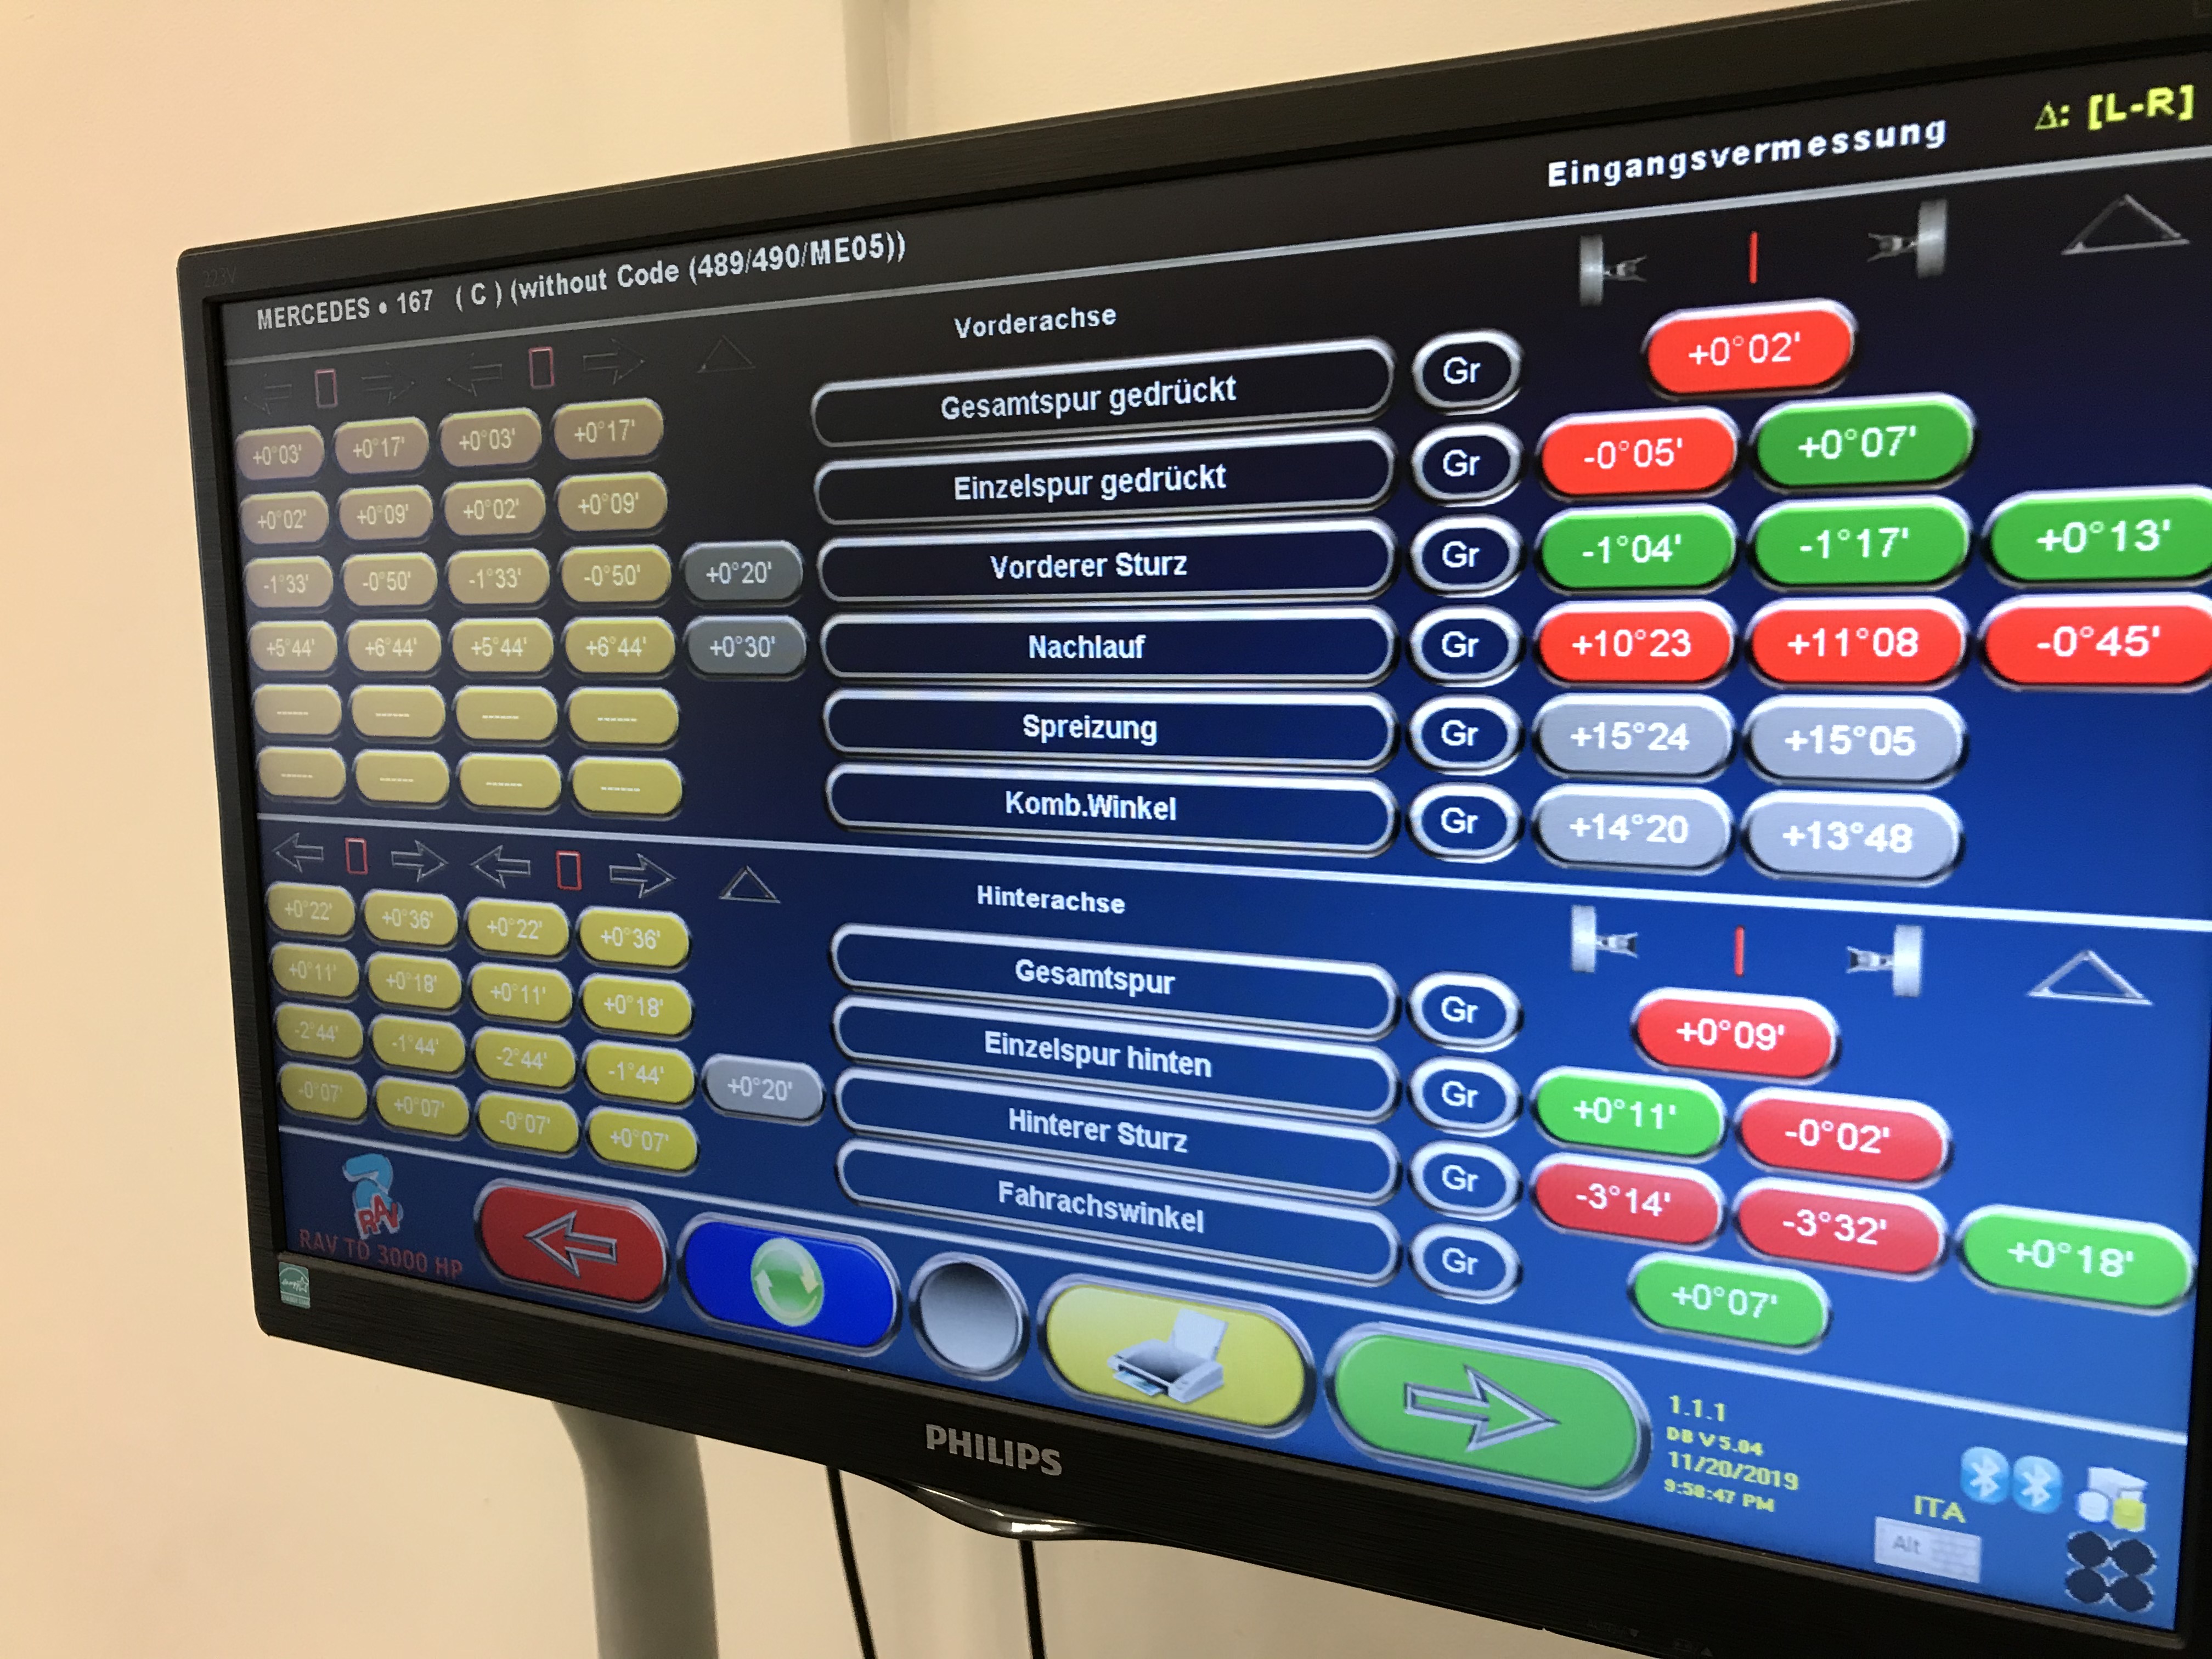 223V
Δ: [L-R]
Eingangsvermessung
MERCEDES • 167 ( C ) (without Code (489/490/ME05))
Vorderachse
+0°03' +0°17' +0°03' +0°17' Gesamtspur gedrückt Gr +0°02'
+0°02' +0°09' +0°02' +0°09' Einzelspur gedrückt Gr -0°05' +0°07'
-1°33' -0°50' -1°33' -0°50' +0°20' Vorderer Sturz Gr -1°04' -1°17' +0°13'
+5°44' +6°44' +5°44' +6°44' +0°30' Nachlauf Gr +10°23 +11°08 -0°45'
------ ------ ------ ------ Spreizung Gr +15°24 +15°05
------ ------ ------ ------ Komb.Winkel Gr +14°20 +13°48
Hinterachse
+0°22' +0°36' +0°22' +0°36' Gesamtspur Gr +0°09'
+0°11' +0°18' +0°11' +0°18' Einzelspur hinten Gr +0°11' -0°02'
-2°44' -1°44' -2°44' -1°44' +0°20' Hinterer Sturz Gr -3°14' -3°32' +0°18'
-0°07' +0°07' -0°07' +0°07' Fahrachswinkel Gr +0°07'
RAV
RAV TD 3000 HP
1.1.1
DB V 5.04
11/20/2019
9:58:47 PM
ITA
Alt
PHILIPS